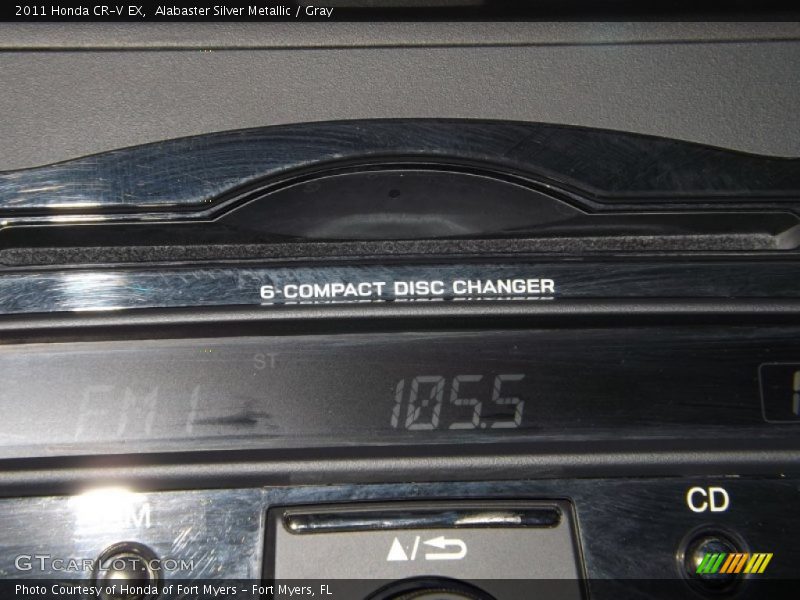 2011 Honda CR-V EX,  Alabaster Silver Metallic / Gray
6-COMPACT DISC CHANGER
ST
FM 1
105.5
1
CD
GTCARLOT.COM
Photo Courtesy of Honda of Fort Myers - Fort Myers, FL